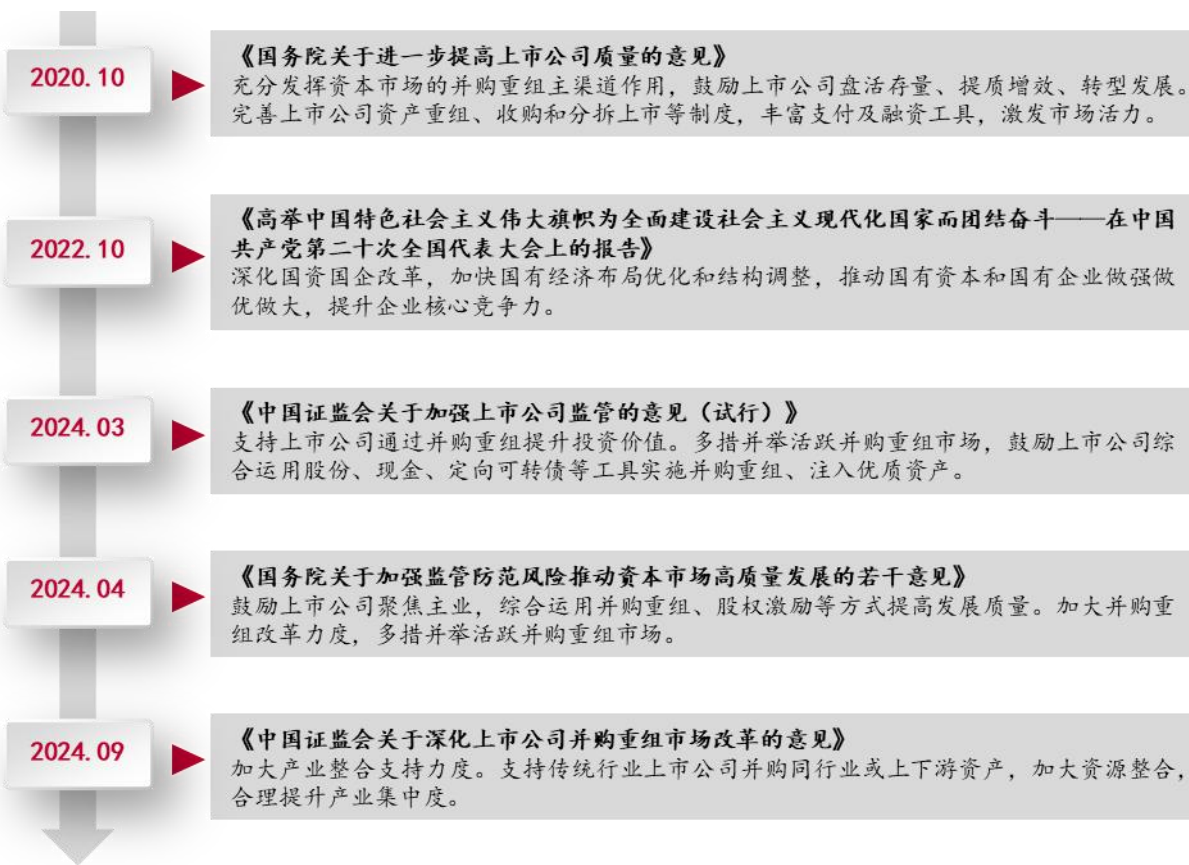 2020.10
《国务院关于进一步提高上市公司质量的意见》
充分发挥资本市场的并购重组主渠道作用，鼓励上市公司盘活存量、提质增效、转型发展。
完善上市公司资产重组、收购和分拆上市等制度，丰富支付及融资工具，激发市场活力。
2022.10
《高举中国特色社会主义伟大旗帜为全面建设社会主义现代化国家而团结奋斗——在中国
共产党第二十次全国代表大会上的报告》
深化国资国企改革，加快国有经济布局优化和结构调整，推动国有资本和国有企业做强做
优做大，提升企业核心竞争力。
2024.03
《中国证监会关于加强上市公司监管的意见（试行）》
支持上市公司通过并购重组提升投资价值。多措并举活跃并购重组市场，鼓励上市公司综
合运用股份、现金、定向可转债等工具实施并购重组、注入优质资产。
2024.04
《国务院关于加强监管防范风险推动资本市场高质量发展的若干意见》
鼓励上市公司聚焦主业，综合运用并购重组、股权激励等方式提高发展质量。加大并购重
组改革力度，多措并举活跃并购重组市场。
2024.09
《中国证监会关于深化上市公司并购重组市场改革的意见》
加大产业整合支持力度。支持传统行业上市公司并购同行业或上下游资产，加大资源整合，
合理提升产业集中度。